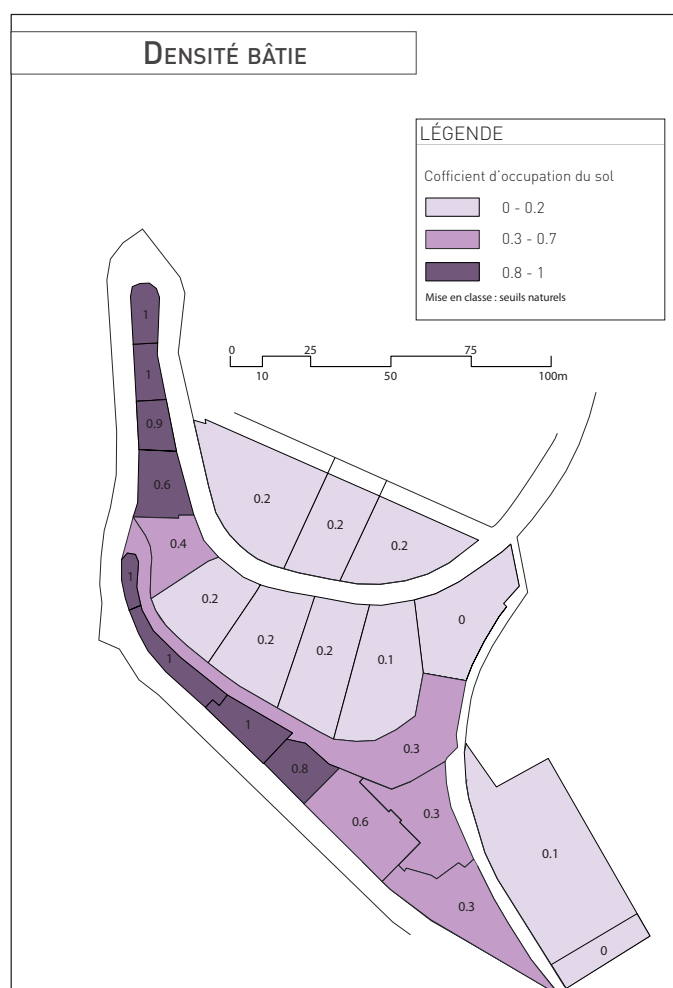 DENSITÉ BÂTIE
LÉGENDE
Cofficient d'occupation du sol
0 - 0.2
0.3 - 0.7
0.8 - 1
Mise en classe : seuils naturels
0 25 75
10 50 100m
1
1
0.9
0.6
0.4
1
1
1
0.8
0.2
0.2
0.2
0.2
0.2
0.2
0.1
0
0.3
0.6
0.3
0.3
0.1
0